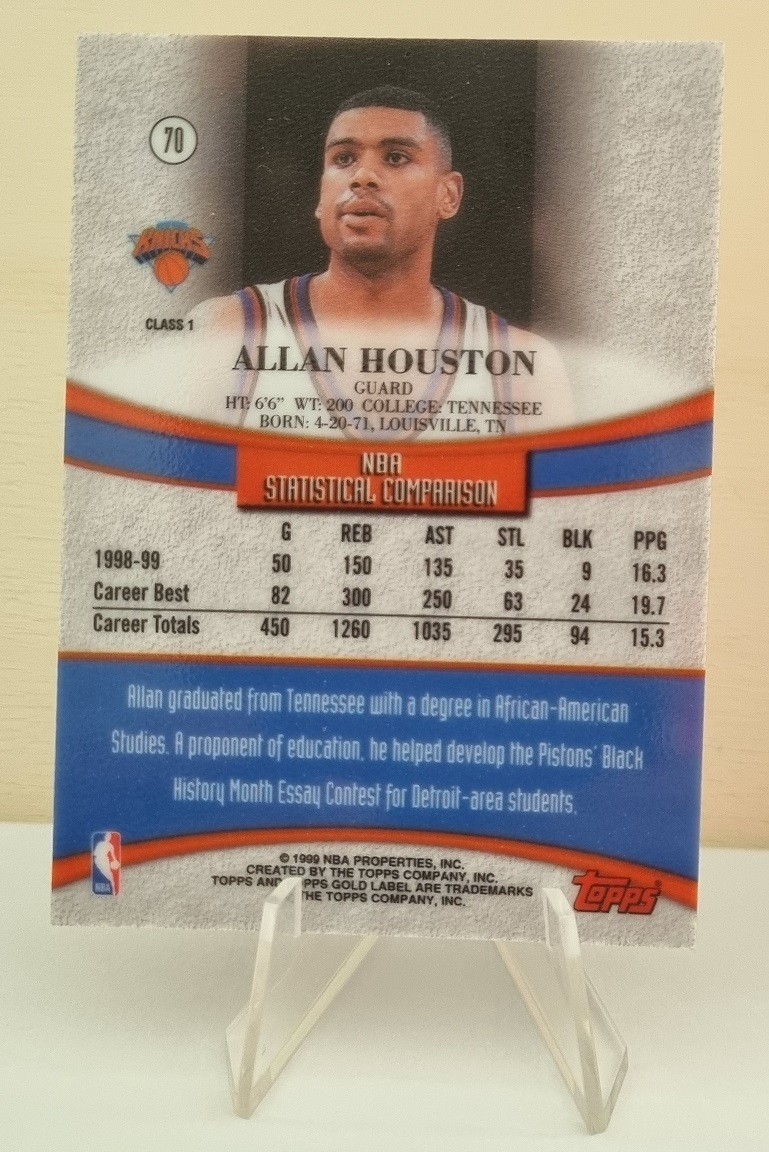 70
KNICKS
CLASS 1
ALLAN HOUSTON
GUARD
HT: 6'6" WT: 200 COLLEGE: TENNESSEE
BORN: 4-20-71, LOUISVILLE, TN
NBA
STATISTICAL COMPARISON
G REB AST STL BLK PPG
1998-99 50 150 135 35 9 16.3
Career Best 82 300 250 63 24 19.7
Career Totals 450 1260 1035 295 94 15.3
Allan graduated from Tennessee with a degree in African-American
Studies. A proponent of education, he helped develop the Pistons' Black
History Month Essay Contest for Detroit-area students.
NBA
© 1999 NBA PROPERTIES, INC.
CREATED BY THE TOPPS COMPANY, INC.
TOPPS AND OPPS GOLD LABEL ARE TRADEMARKS
THE TOPPS COMPANY, INC.
Topps®